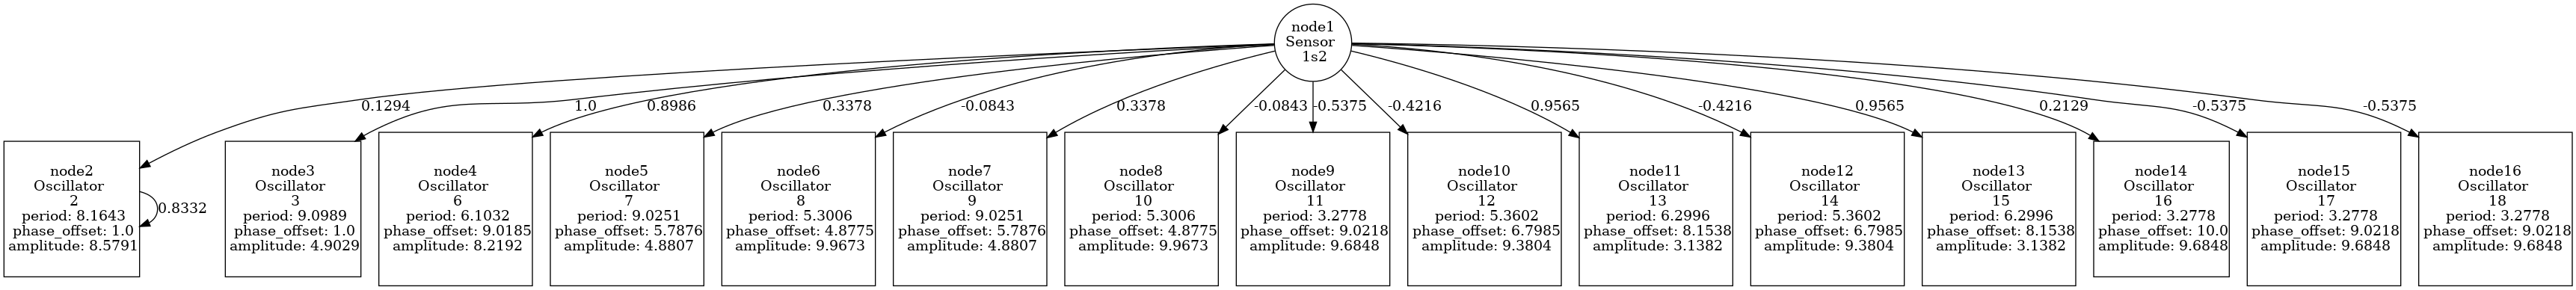 node1
Sensor
1s2
0.1294
1.0
0.8986
0.3378
-0.0843
0.3378
-0.0843
-0.5375
-0.4216
0.9565
-0.4216
0.9565
0.2129
-0.5375
-0.5375
node2
Oscillator
2
period: 8.1643
phase_offset: 1.0
amplitude: 8.5791
0.8332
node3
Oscillator
3
period: 9.0989
phase_offset: 1.0
amplitude: 4.9029
node4
Oscillator
6
period: 6.1032
phase_offset: 9.0185
amplitude: 8.2192
node5
Oscillator
7
period: 9.0251
phase_offset: 5.7876
amplitude: 4.8807
node6
Oscillator
8
period: 5.3006
phase_offset: 4.8775
amplitude: 9.9673
node7
Oscillator
9
period: 9.0251
phase_offset: 5.7876
amplitude: 4.8807
node8
Oscillator
10
period: 5.3006
phase_offset: 4.8775
amplitude: 9.9673
node9
Oscillator
11
period: 3.2778
phase_offset: 9.0218
amplitude: 9.6848
node10
Oscillator
12
period: 5.3602
phase_offset: 6.7985
amplitude: 9.3804
node11
Oscillator
13
period: 6.2996
phase_offset: 8.1538
amplitude: 3.1382
node12
Oscillator
14
period: 5.3602
phase_offset: 6.7985
amplitude: 9.3804
node13
Oscillator
15
period: 6.2996
phase_offset: 8.1538
amplitude: 3.1382
node14
Oscillator
16
period: 3.2778
phase_offset: 10.0
amplitude: 9.6848
node15
Oscillator
17
period: 3.2778
phase_offset: 9.0218
amplitude: 9.6848
node16
Oscillator
18
period: 3.2778
phase_offset: 9.0218
amplitude: 9.6848